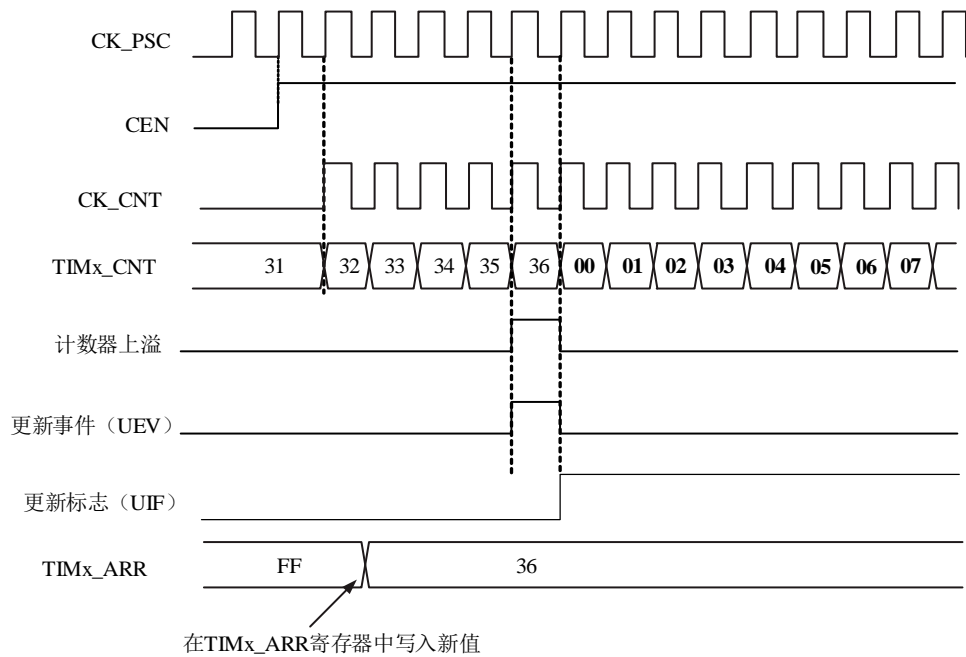 CK_PSC
CEN
CK_CNT
TIMx_CNT 31 32 33 34 35 36 00 01 02 03 04 05 06 07
计数器上溢
更新事件（UEV）
更新标志（UIF）
TIMx_ARR FF 36
在TIMx_ARR寄存器中写入新值